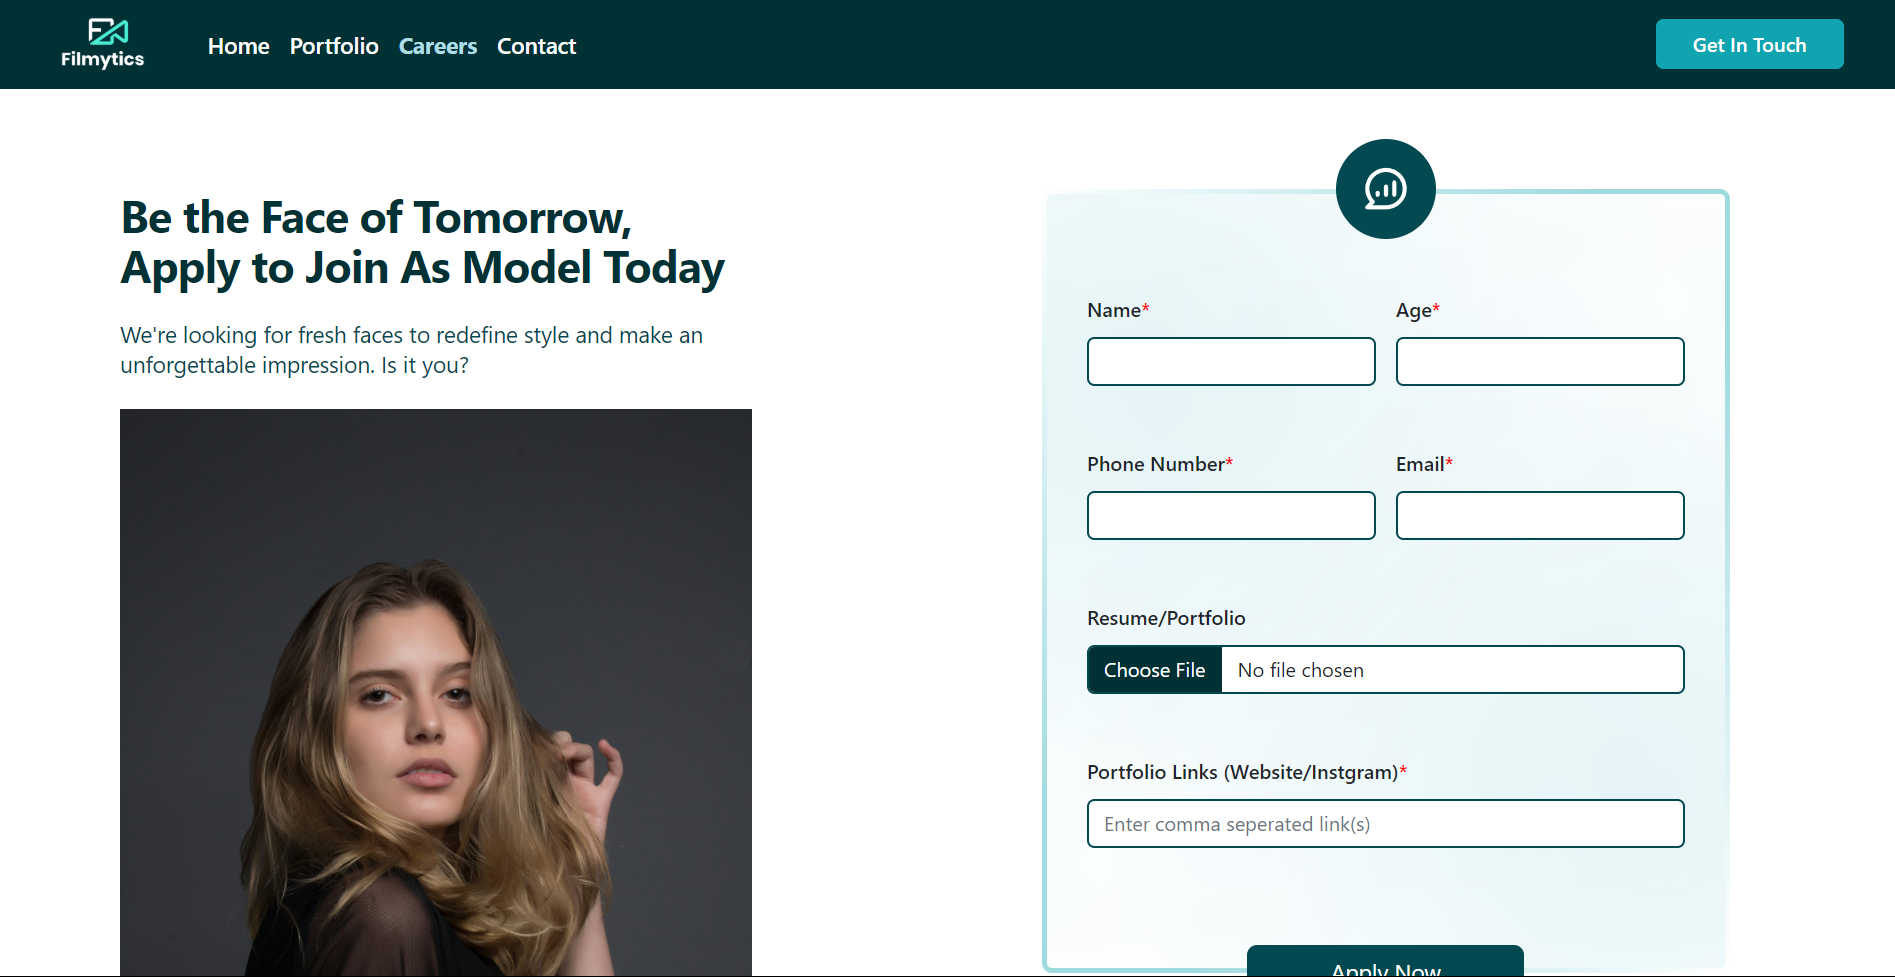 Filmytics
Home Portfolio Careers Contact
Get In Touch
Be the Face of Tomorrow,
Apply to Join As Model Today
We're looking for fresh faces to redefine style and make an
unforgettable impression. Is it you?
Name*
Age*
Phone Number*
Email*
Resume/Portfolio
Choose File No file chosen
Portfolio Links (Website/Instgram)*
Enter comma seperated link(s)
Apply Now